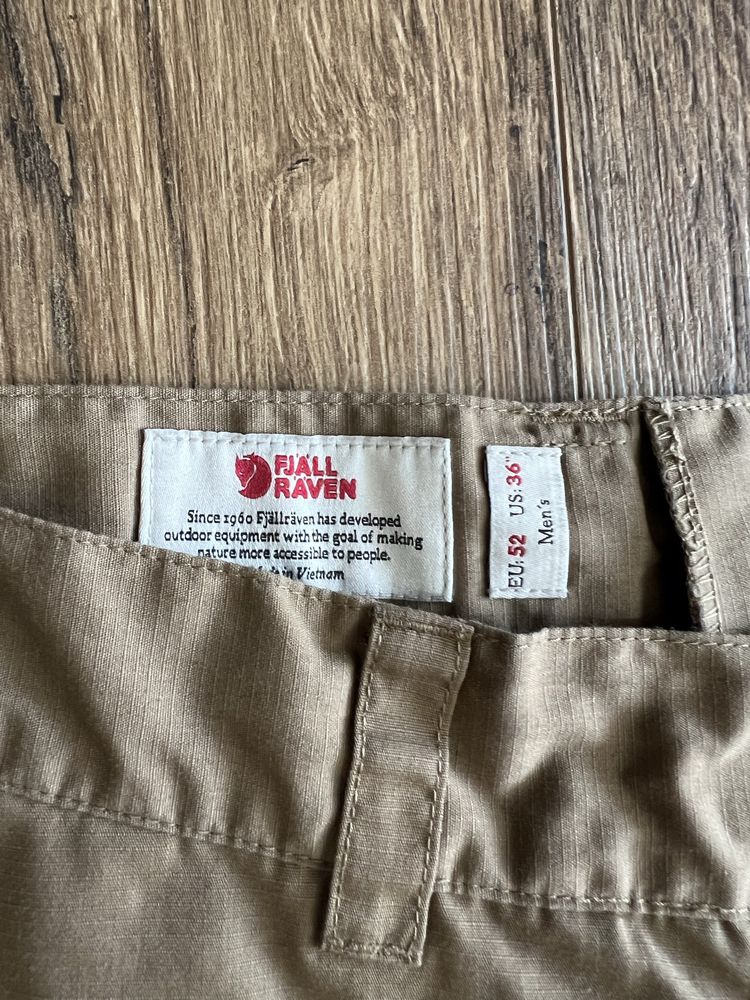 FJÄLL
RÄVEN
Since 1960 Fjällräven has developed
outdoor equipment with the goal of making
nature more accessible to people.
in Vietnam
EU: 52 US: 36"
Men´s